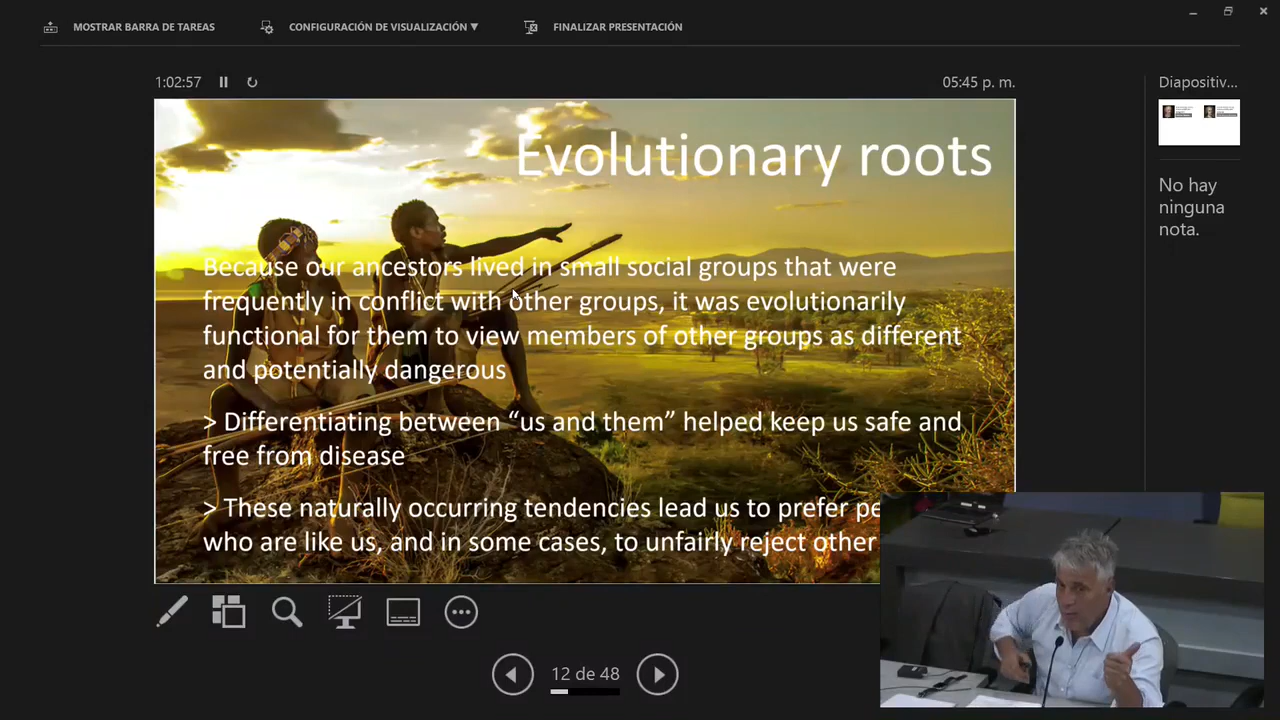 MOSTRAR BARRA DE TAREAS
CONFIGURACIÓN DE VISUALIZACIÓN ▼
FINALIZAR PRESENTACIÓN
1:02:57
05:45 p. m.
Diapositiv...
Evolutionary roots
No hay
ninguna
nota.
Because our ancestors lived in small social groups that were
frequently in conflict with other groups, it was evolutionarily
functional for them to view members of other groups as different
and potentially dangerous
> Differentiating between “us and them” helped keep us safe and
free from disease
> These naturally occurring tendencies lead us to prefer pe
who are like us, and in some cases, to unfairly reject other
12 de 48